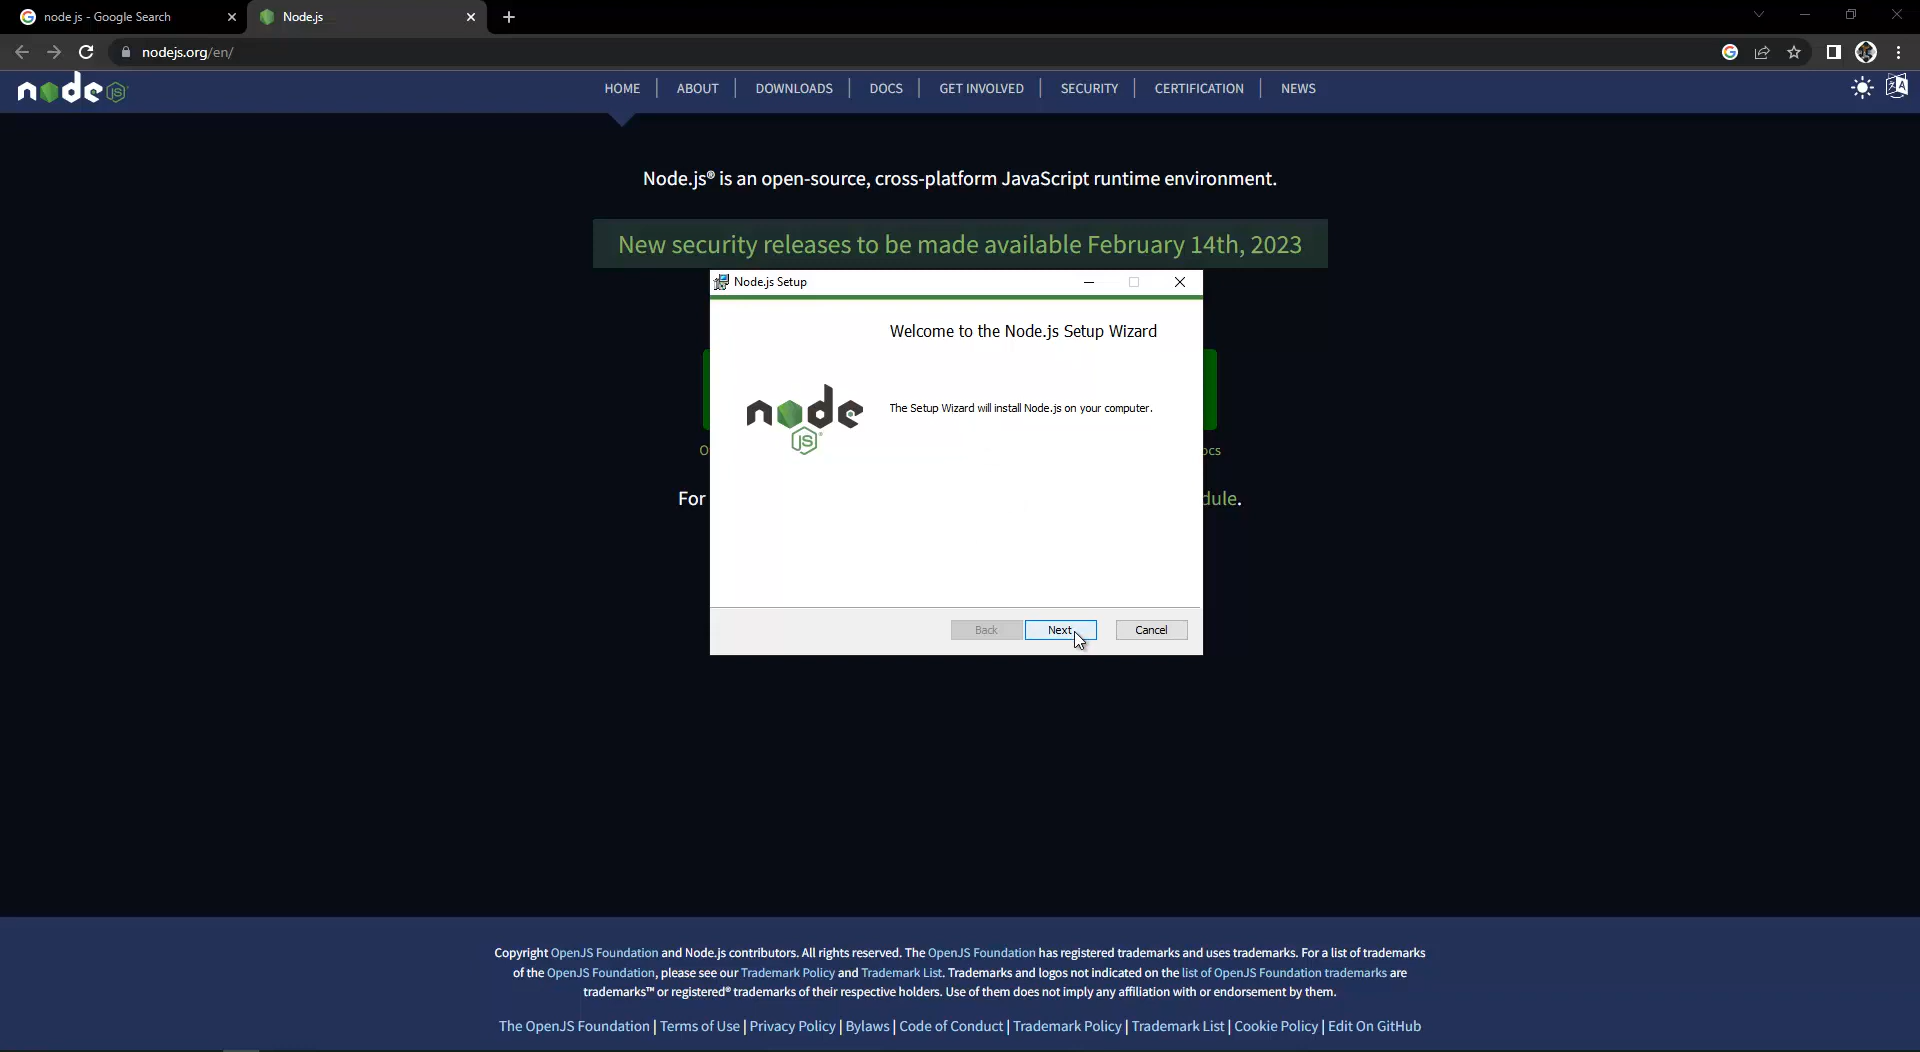 node js - Google Search
Node.js
nodejs.org/en/
node JS
HOME | ABOUT | DOWNLOADS | DOCS | GET INVOLVED | SECURITY | CERTIFICATION | NEWS
Node.js® is an open-source, cross-platform JavaScript runtime environment.
New security releases to be made available February 14th, 2023
Node.js Setup
Welcome to the Node.js Setup Wizard
node JS
The Setup Wizard will install Node.js on your computer.
O
ocs
For
dule.
Back
Next
Cancel
Copyright OpenJS Foundation and Node.js contributors. All rights reserved. The OpenJS Foundation has registered trademarks and uses trademarks. For a list of trademarks
of the OpenJS Foundation, please see our Trademark Policy and Trademark List. Trademarks and logos not indicated on the list of OpenJS Foundation trademarks are
trademarks™ or registered® trademarks of their respective holders. Use of them does not imply any affiliation with or endorsement by them.
The OpenJS Foundation | Terms of Use | Privacy Policy | Bylaws | Code of Conduct | Trademark Policy | Trademark List | Cookie Policy | Edit On GitHub